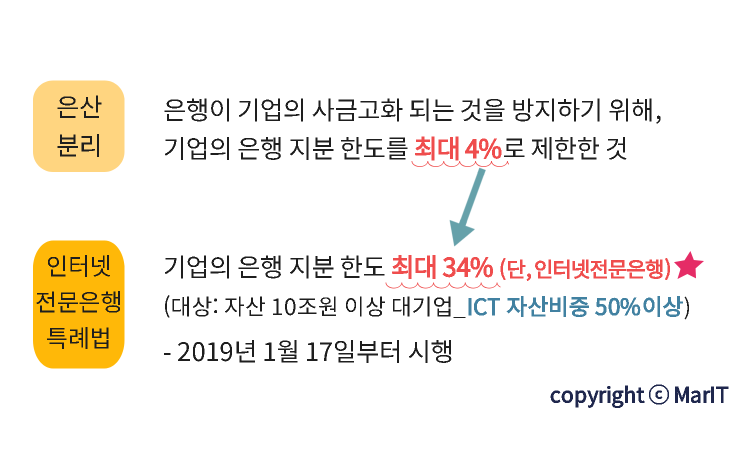 은산
분리
은행이 기업의 사금고화 되는 것을 방지하기 위해,
기업의 은행 지분 한도를 최대 4%로 제한한 것
인터넷
전문은행
특례법
기업의 은행 지분 한도 최대 34% (단, 인터넷전문은행)
(대상: 자산 10조원 이상 대기업_ICT 자산비중 50%이상)
- 2019년 1월 17일부터 시행
copyright ⓒ MarIT